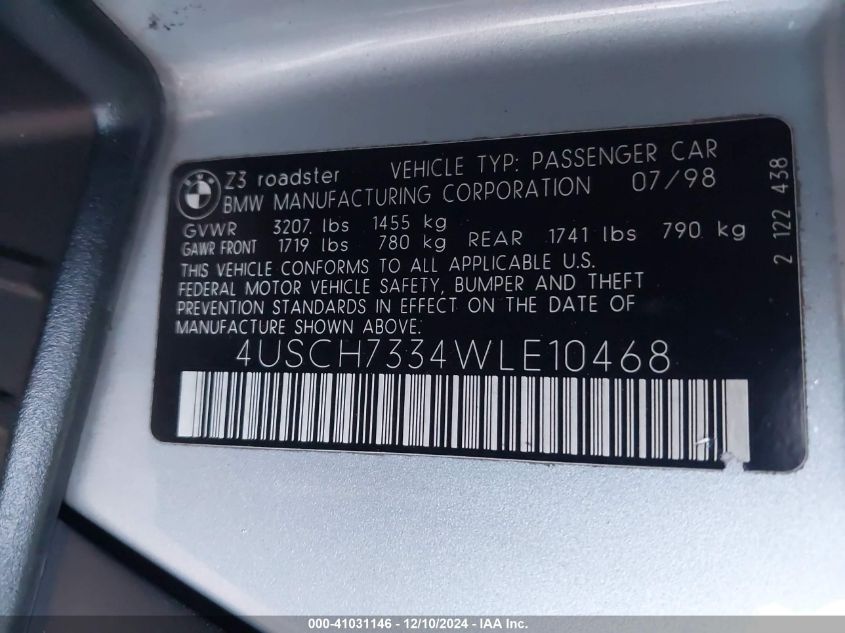 BMW
Z3 roadster VEHICLE TYP: PASSENGER CAR
BMW MANUFACTURING CORPORATION 07/98
GVWR 3207. lbs 1455 kg
GAWR FRONT 1719 lbs 780 kg REAR 1741 lbs 790 kg
THIS VEHICLE CONFORMS TO ALL APPLICABLE U.S.
FEDERAL MOTOR VEHICLE SAFETY, BUMPER AND THEFT
PREVENTION STANDARDS IN EFFECT ON THE DATE OF
MANUFACTURE SHOWN ABOVE:
4USCH7334WLE10468
2 122 438
000-41031146 - 12/10/2024 - IAA Inc.